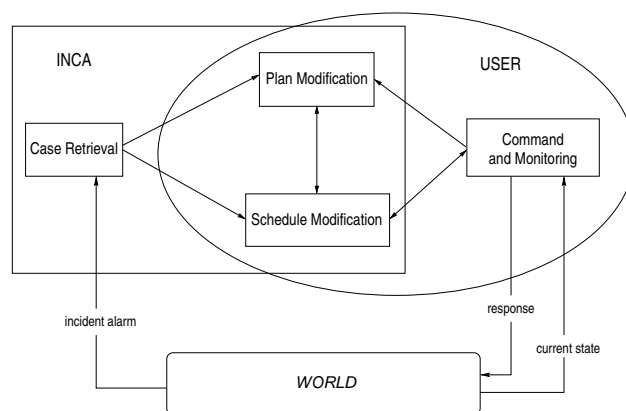 INCA
USER
Plan Modification
Case Retrieval
Command
and Monitoring
Schedule Modification
incident alarm
response
current state
WORLD